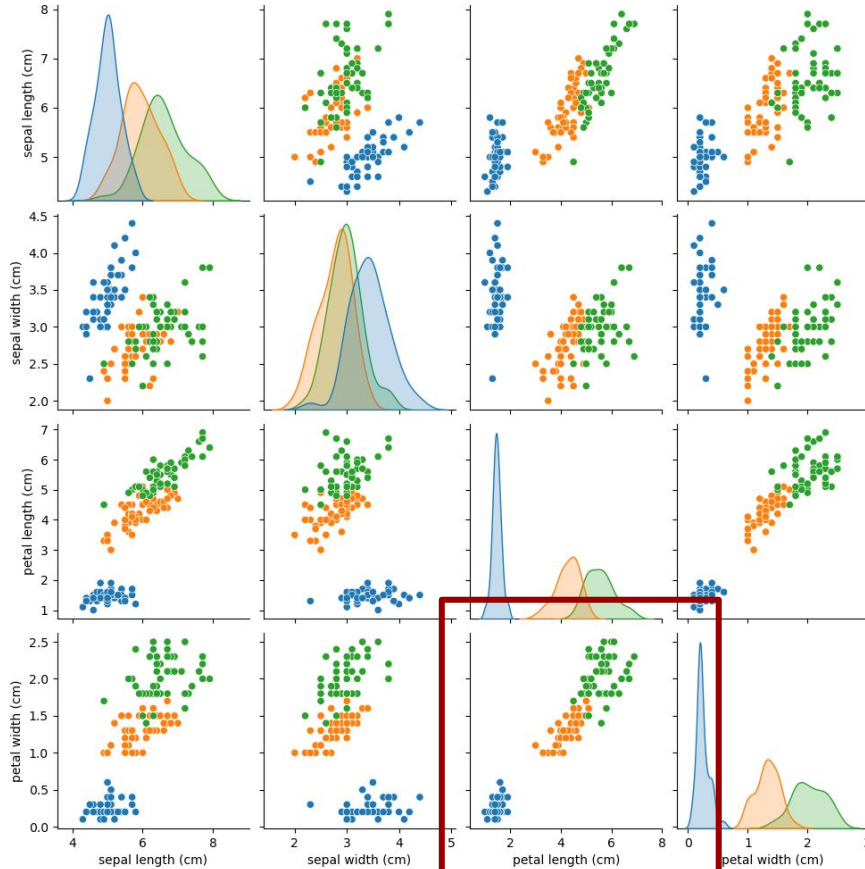 sepal length (cm)
8
7
6
5
sepal width (cm)
4.5
4.0
3.5
3.0
2.5
2.0
petal length (cm)
7
6
5
4
3
2
1
petal width (cm)
2.5
2.0
1.5
1.0
0.5
0.0
4 6 8
sepal length (cm)
2 3 4 5
sepal width (cm)
2 4 6 8
petal length (cm)
0 1 2
petal width (cm)